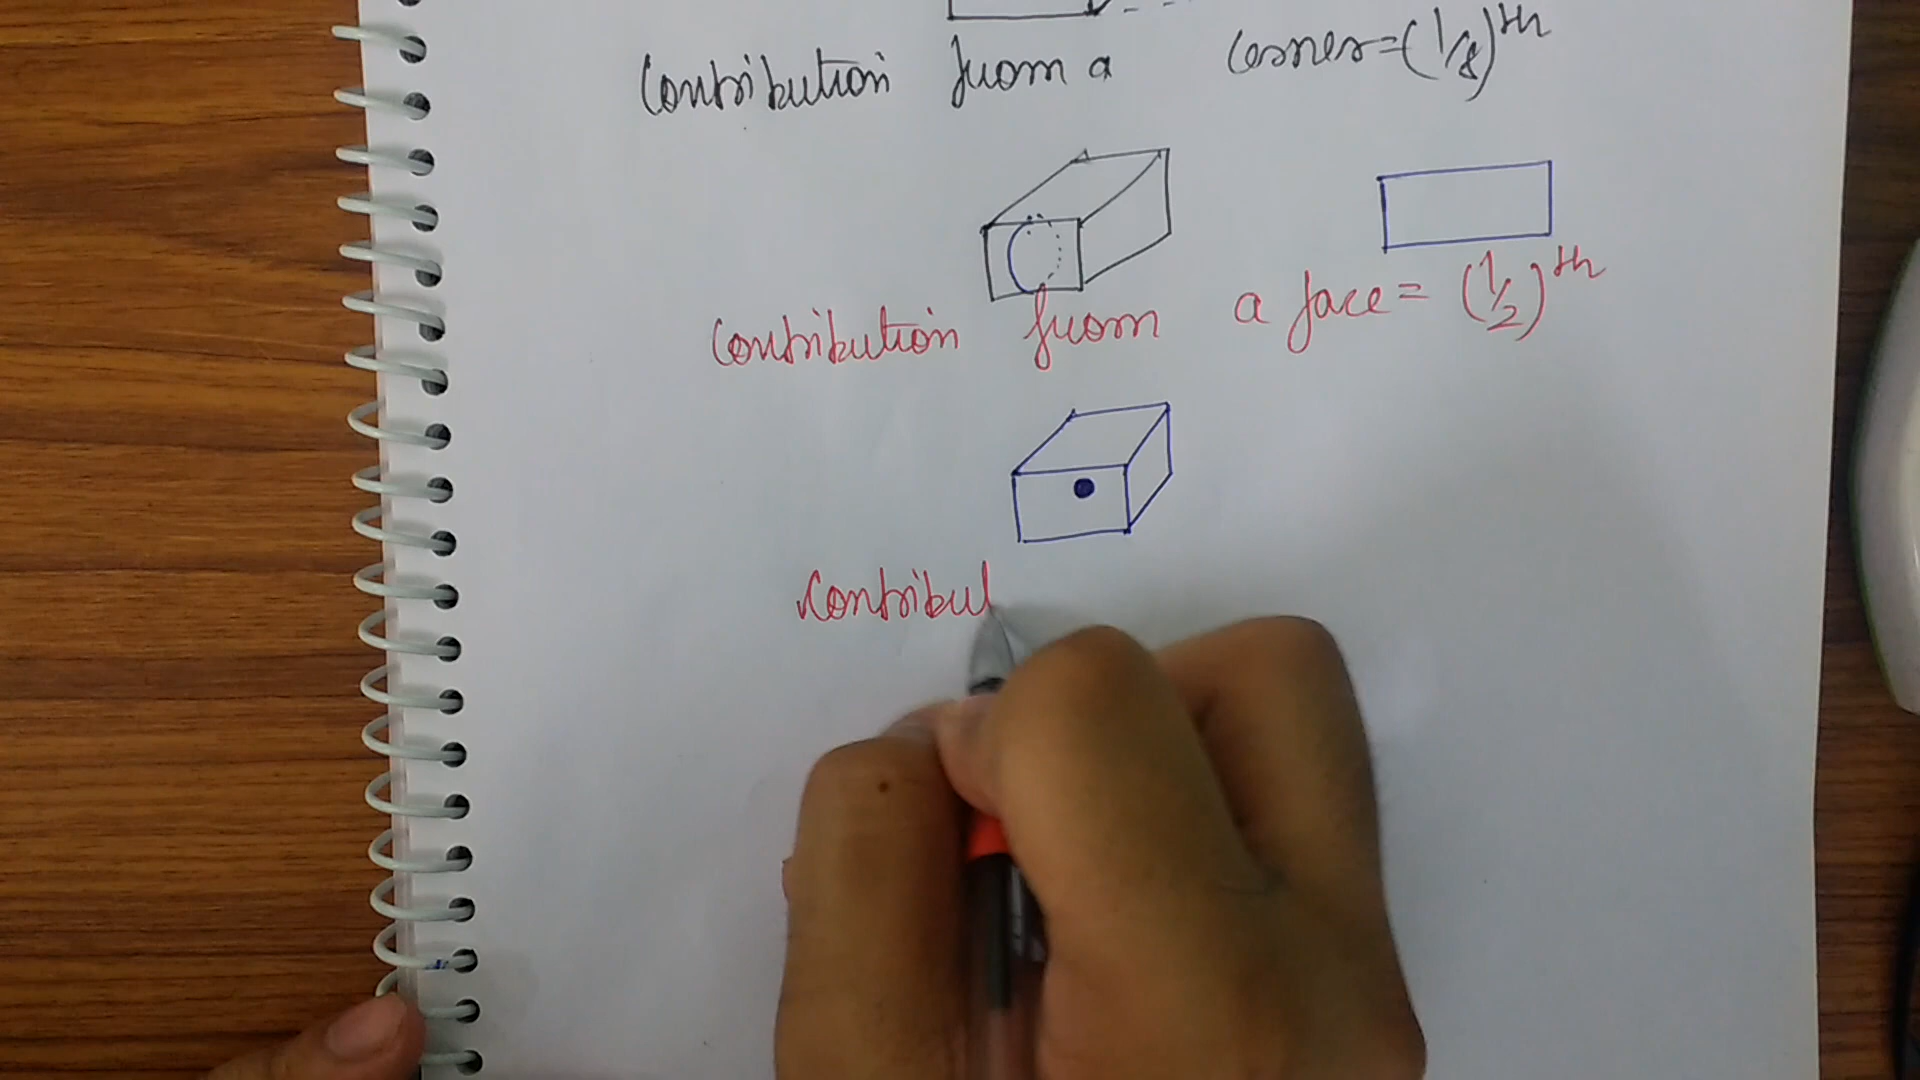 Contribution from a corner=(1/8)th
Contribution from a face=(1/2)th
Contribut